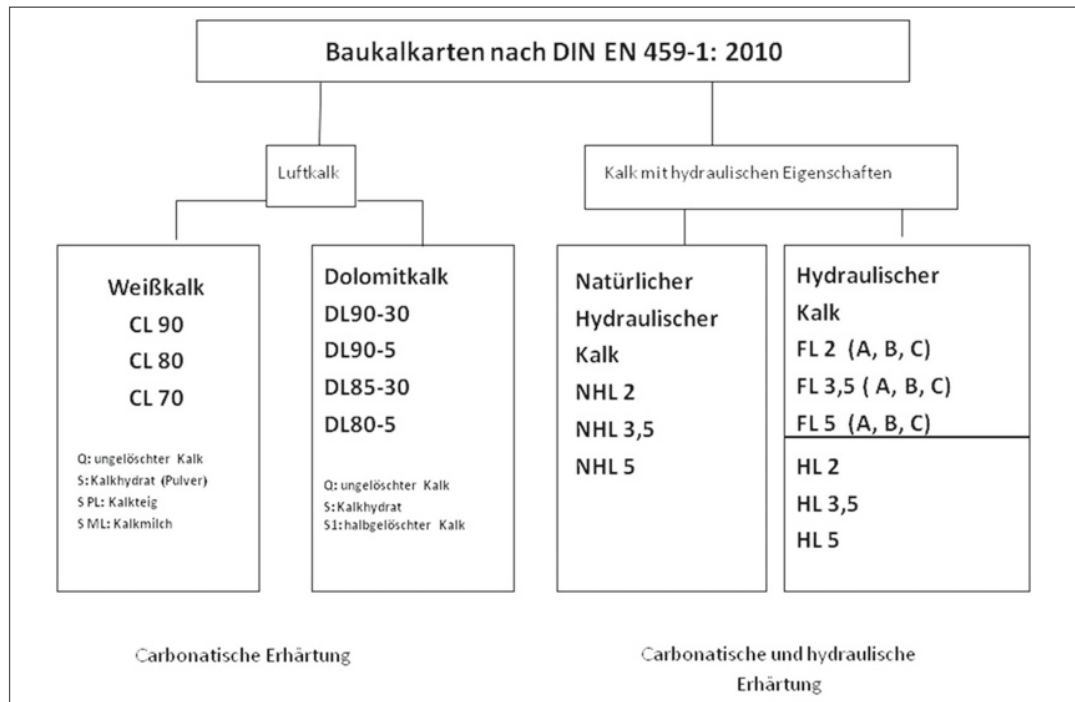 Baukalkarten nach DIN EN 459-1: 2010
Luftkalk
Kalk mit hydraulischen Eigenschaften
Weißkalk
CL 90
CL 80
CL 70
Q: ungelöschter Kalk
S: Kalkhydrat (Pulver)
S PL: Kalkteig
S ML: Kalkmilch
Dolomitkalk
DL90-30
DL90-5
DL85-30
DL80-5
Q: ungelöschter Kalk
S: Kalkhydrat
S1: halbgelöschter Kalk
Natürlicher
Hydraulischer
Kalk
NHL 2
NHL 3,5
NHL 5
Hydraulischer
Kalk
FL 2 (A, B, C)
FL 3,5 ( A, B, C)
FL 5 (A, B, C)
HL 2
HL 3,5
HL 5
Carbonatische Erhärtung
Carbonatische und hydraulische
Erhärtung